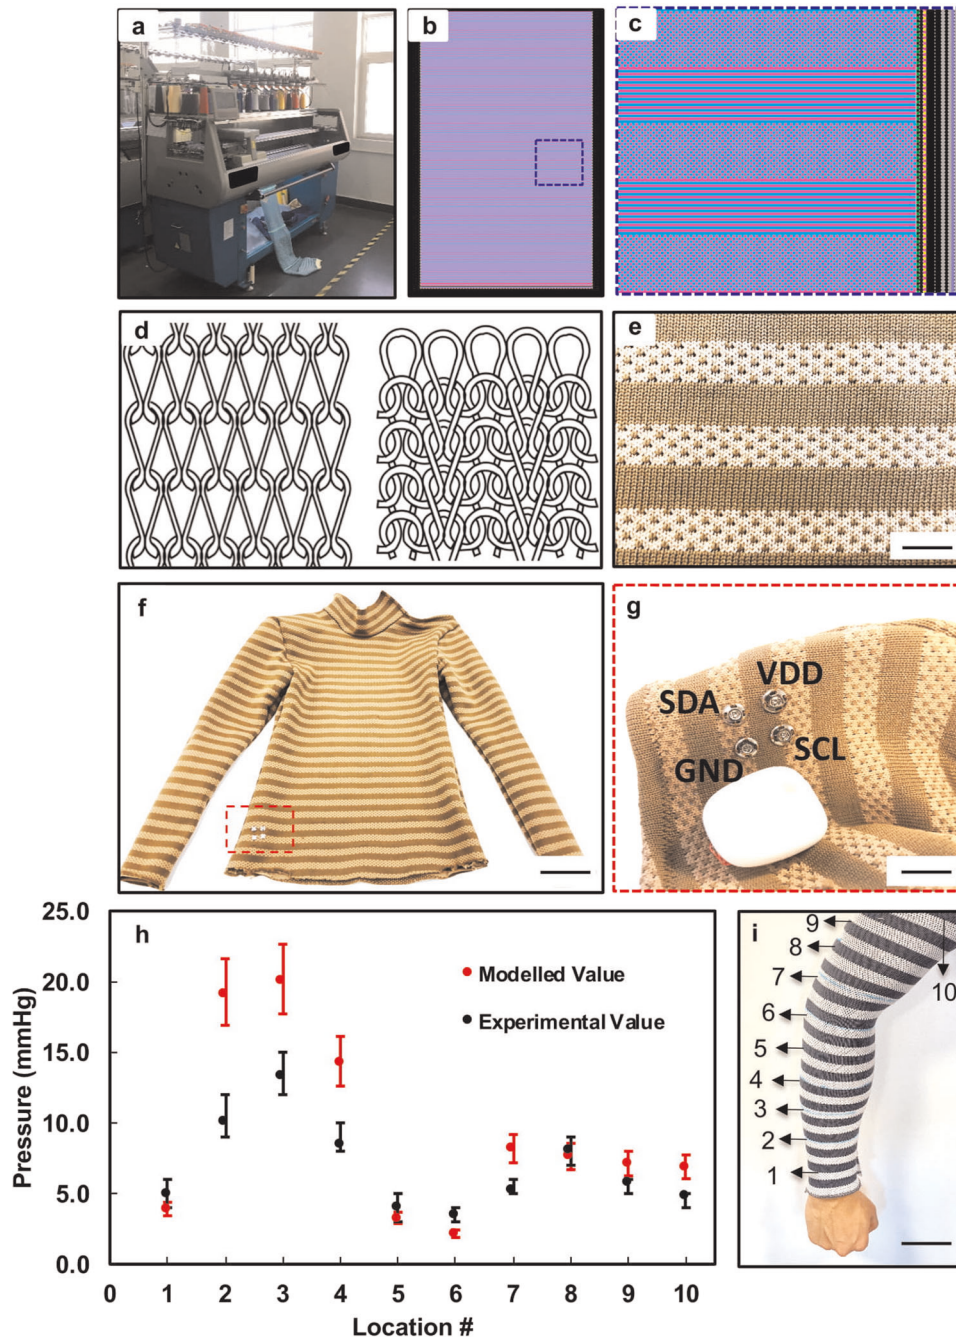 a
b
c
d
e
f
g
SDA
VDD
GND
SCL
h
Modelled Value
Experimental Value
Pressure (mmHg)
25.0
20.0
15.0
10.0
5.0
0.0
0 1 2 3 4 5 6 7 8 9 10
Location #
i
9
8
7
10
6
5
4
3
2
1